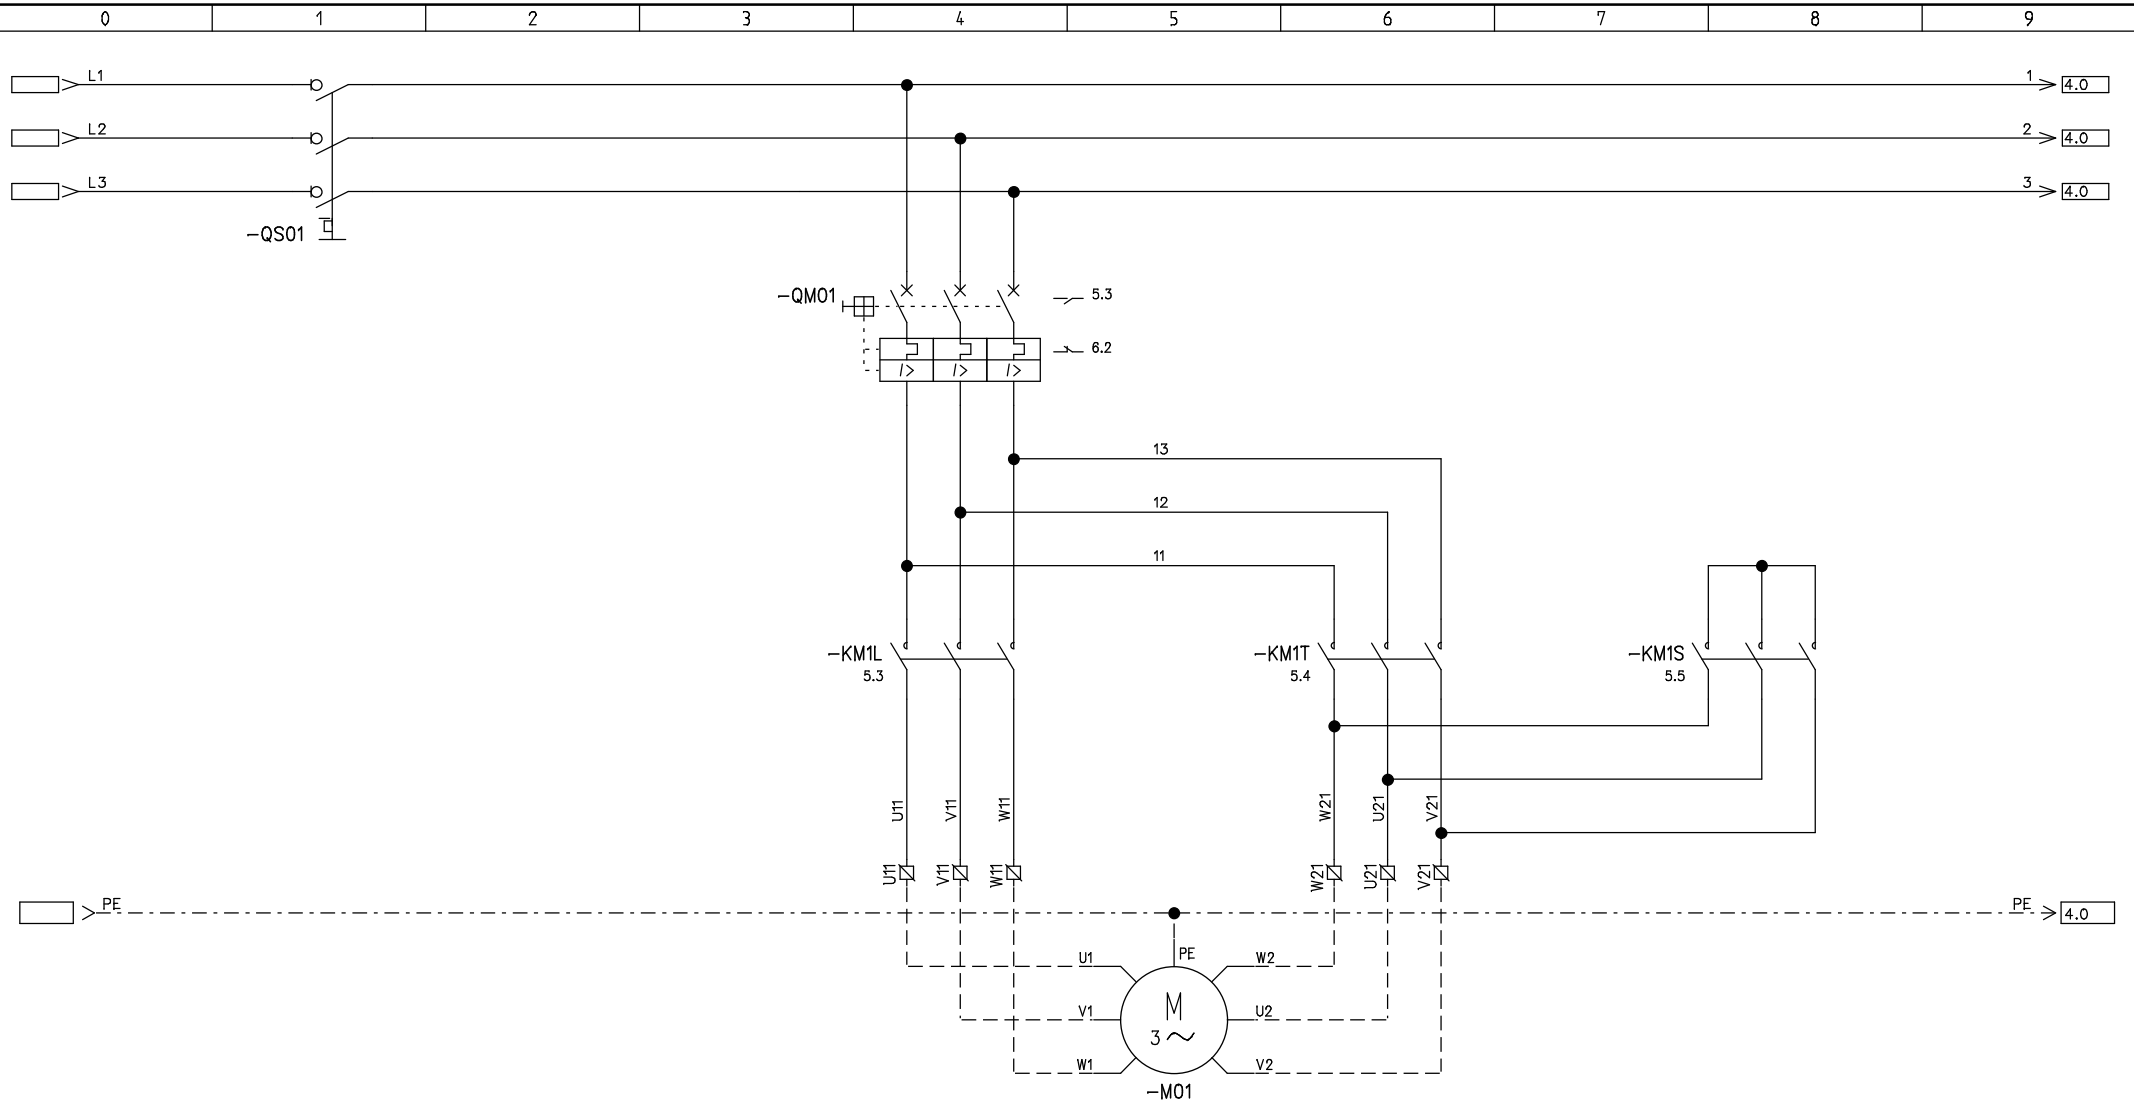 0 1 2 3 4 5 6 7 8 9
L1 1 4.0
L2 2 4.0
L3 3 4.0
-QS01
-QM01 5.3
6.2
I> I> I>
13
12
11
-KM1L -KM1T -KM1S
5.3 5.4 5.5
U11 V11 W11 W21 U21 V21
U11 V11 W11 W21 U21 V21
PE PE 4.0
PE
U1 W2
M
V1 U2
3~
W1 V2
-M01